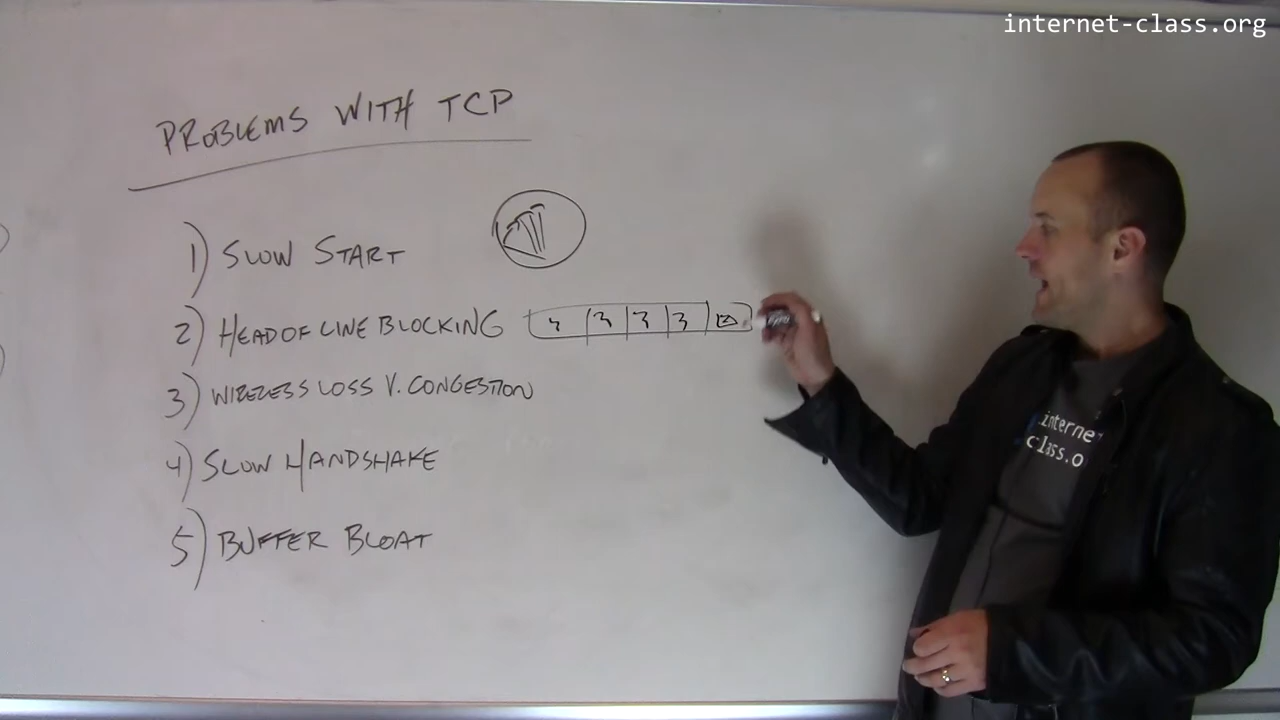 internet-class.org
PROBLEMS WITH TCP
1) SLOW START
2) HEAD OF LINE BLOCKING
3) WIRELESS LOSS V. CONGESTION
4) SLOW HANDSHAKE
5) BUFFER BLOAT
interne
class.o